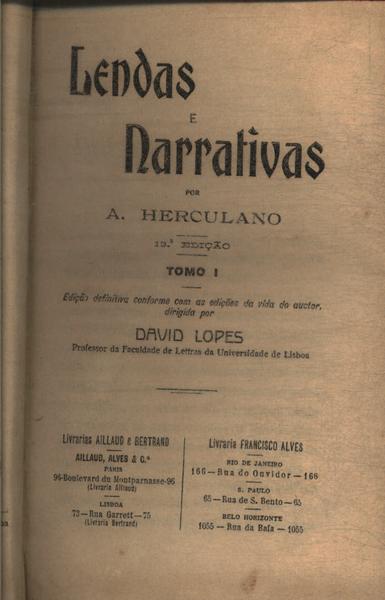 Lendas
E
Narrativas
POR
A. HERCULANO
13.ª EDIÇÃO
TOMO I
Edição definitiva conforme com as edições da vida do auctor,
dirigida por
DAVID LOPES
Professor da Faculdade de Lettras da Universidade de Lisboa
Livrarias AILLAUD e BERTRAND
AILLAUD, ALVES & C.ª
PARIS
96-Boulevard du Montparnasse-96
(Livraria Aillaud)
LISBOA
73—Rua Garrett—75
(Livraria Bertrand)
Livraria FRANCISCO ALVES
RIO DE JANEIRO
166—Rua do Ouvidor—166
S. PAULO
65—Rua de S. Bento—65
BELO HORIZONTE
1055—Rua da Baía—1055